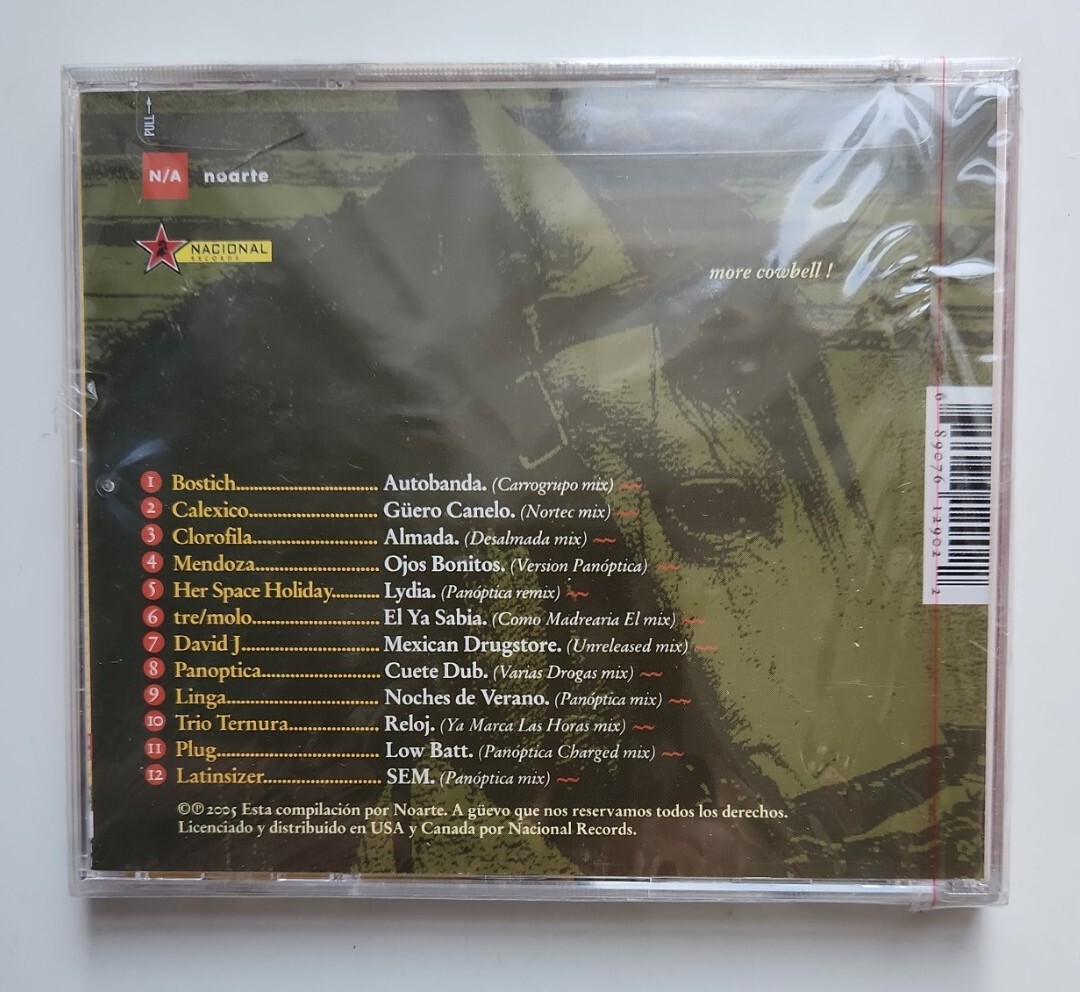 PULL→
N/A noarte
NACIONAL
RECORDS
more cowbell !
1 Bostich.............................. Autobanda. (Carrogrupo mix) ~~
2 Calexico........................... Güero Canelo. (Nortec mix) ~~
3 Clorofila.......................... Almada. (Desalmada mix) ~~
4 Mendoza.......................... Ojos Bonitos. (Version Panóptica) ~~
5 Her Space Holiday.......... Lydia. (Panóptica remix) ~~
6 tre/molo........................... El Ya Sabia. (Como Madrearia El mix) ~~
7 David J............................. Mexican Drugstore. (Unreleased mix) ~~
8 Panoptica......................... Cuete Dub. (Varias Drogas mix) ~~
9 Linga................................ Noches de Verano. (Panóptica mix) ~~
10 Trio Ternura................... Reloj. (Ya Marca Las Horas mix) ~~
11 Plug.................................. Low Batt. (Panóptica Charged mix) ~~
12 Latinsizer........................ SEM. (Panóptica mix) ~~
©℗ 2005 Esta compilación por Noarte. A güevo que nos reservamos todos los derechos.
Licenciado y distribuido en USA y Canada por Nacional Records.
6 89076 12902 2